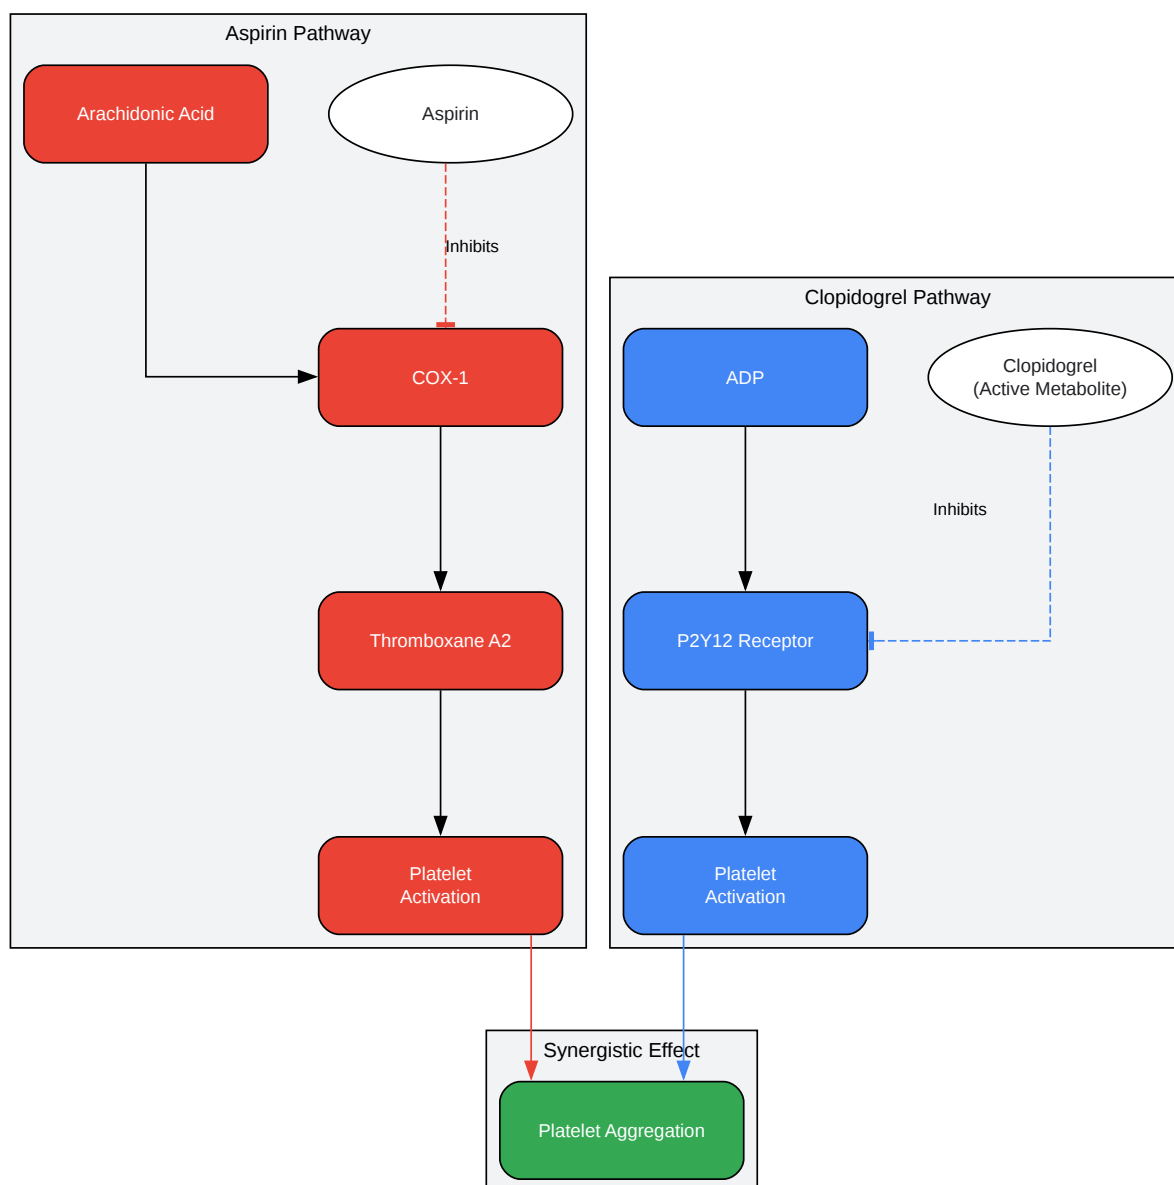 Aspirin Pathway
Arachidonic Acid
Aspirin
Inhibits
COX-1
Thromboxane A2
Platelet
Activation
Clopidogrel Pathway
ADP
Clopidogrel
(Active Metabolite)
Inhibits
P2Y12 Receptor
Platelet
Activation
Synergistic Effect
Platelet Aggregation